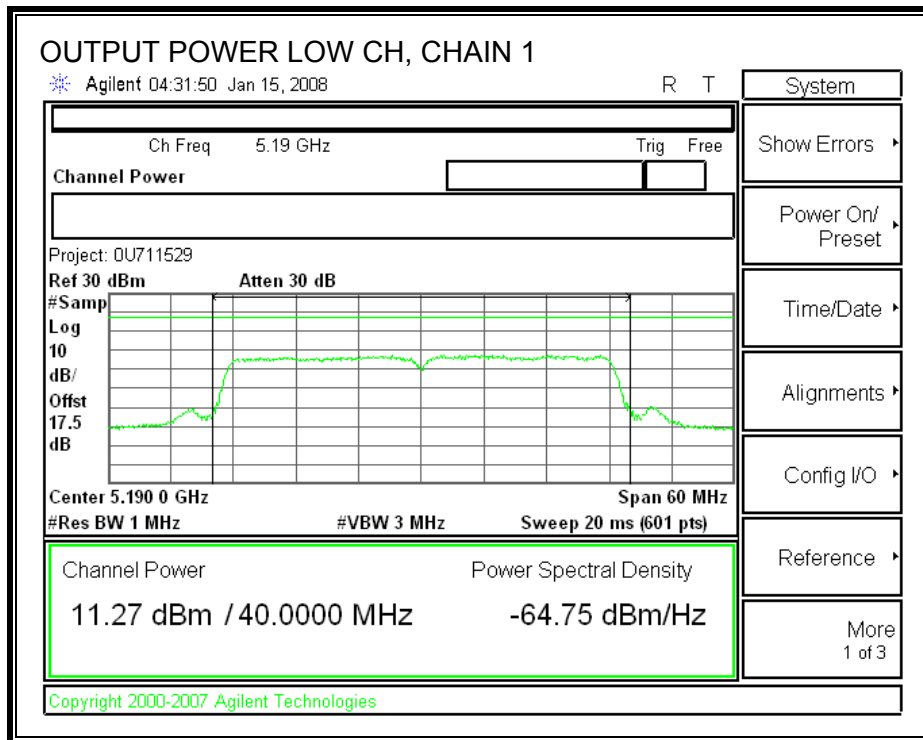 OUTPUT POWER LOW CH, CHAIN 1
Agilent 04:31:50 Jan 15, 2008 R T
System
Ch Freq 5.19 GHz Trig Free
Show Errors
Channel Power
Power On/
Preset
Project: 0U711529
Ref 30 dBm Atten 30 dB
#Samp
Log
10
dB/
Offst
17.5
dB
Time/Date
Alignments
Config I/O
Center 5.190 0 GHz Span 60 MHz
#Res BW 1 MHz #VBW 3 MHz Sweep 20 ms (601 pts)
Channel Power Power Spectral Density
Reference
11.27 dBm / 40.0000 MHz -64.75 dBm/Hz
More
1 of 3
Copyright 2000-2007 Agilent Technologies